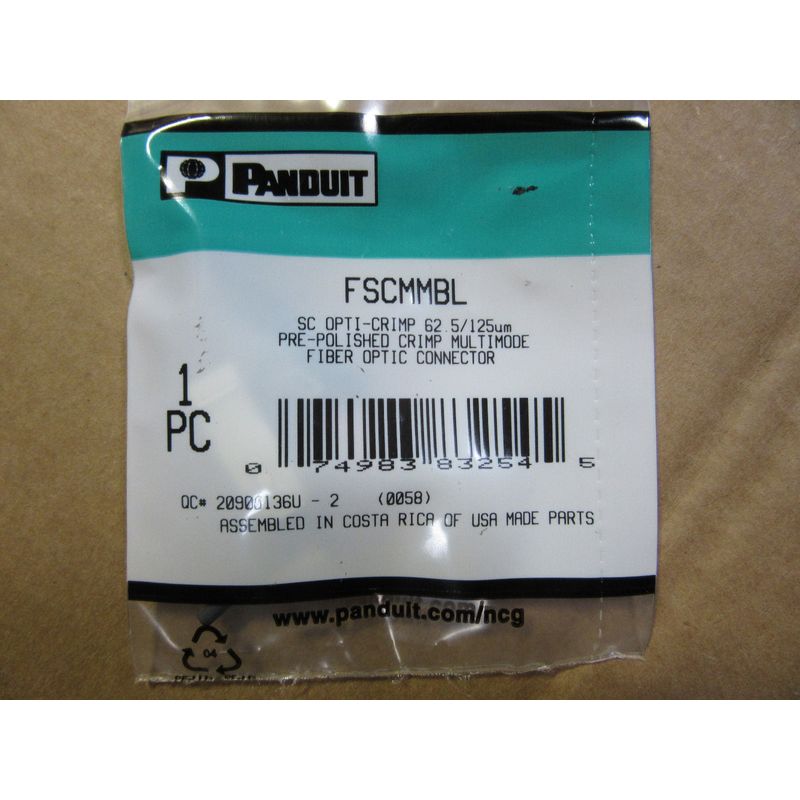 P PANDUIT
FSCMMBL
SC OPTI-CRIMP 62.5/125um
PRE-POLISHED CRIMP MULTIMODE
FIBER OPTIC CONNECTOR
1
PC
0 74983 83254 5
QC# 20906136U - 2 (0058)
ASSEMBLED IN COSTA RICA OF USA MADE PARTS
www.panduit.com/ncg
04